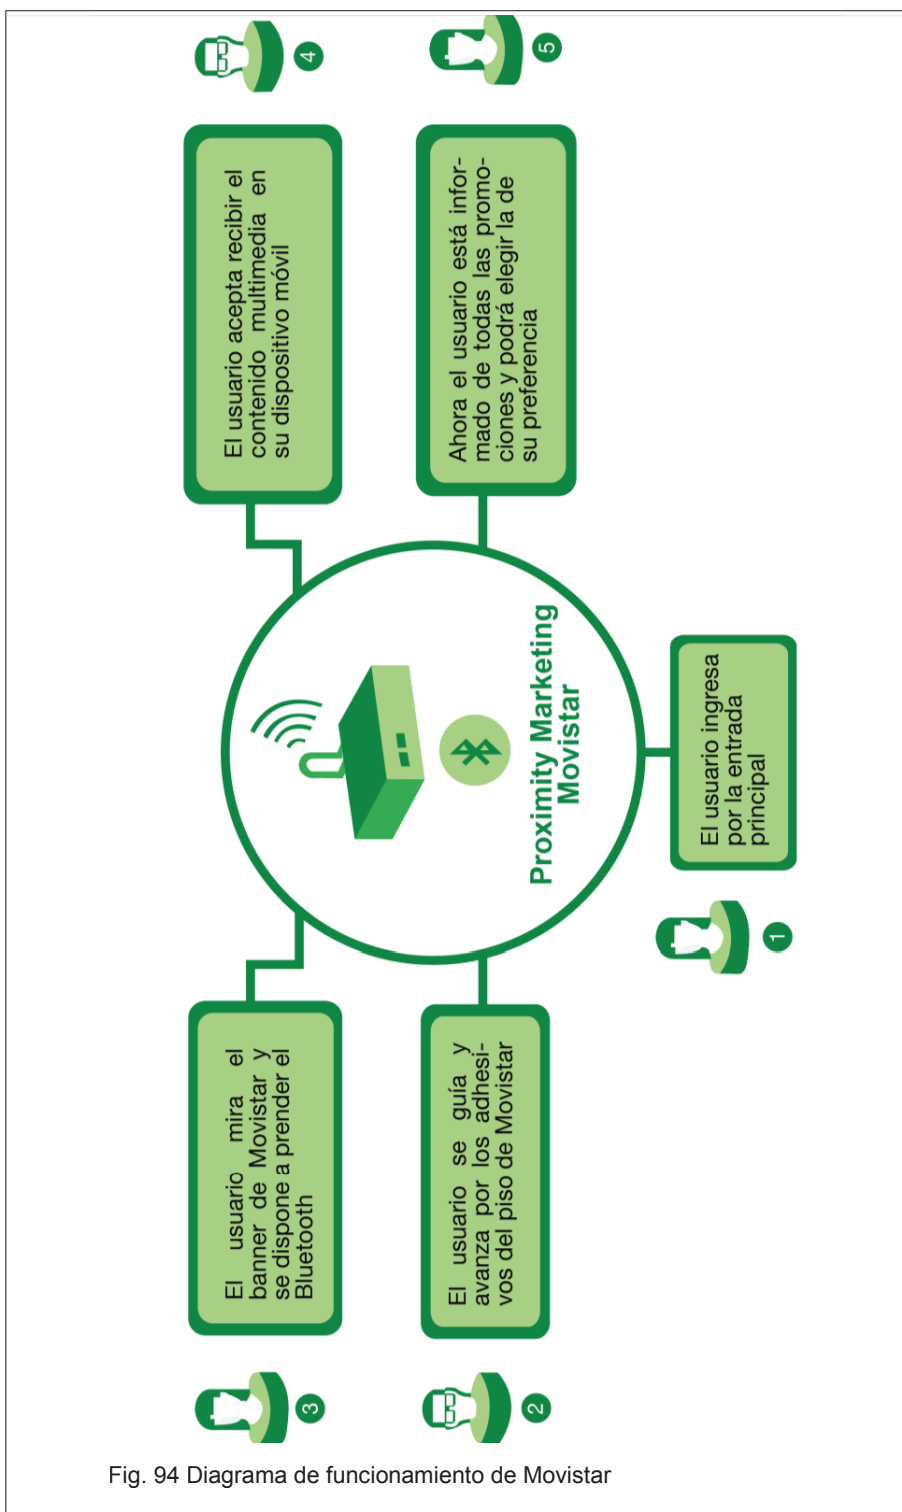 4
El usuario acepta recibir el
contenido multimedia en
su dispositivo móvil
5
Ahora el usuario está infor-
mado de todas las promo-
ciones y podrá elegir la de
su preferencia
Proximity Marketing
Movistar
El usuario ingresa
por la entrada
principal
1
El usuario mira el
banner de Movistar y
se dispone a prender el
Bluetooth
3
El usuario se guía y
avanza por los adhesi-
vos del piso de Movistar
2
Fig. 94 Diagrama de funcionamiento de Movistar